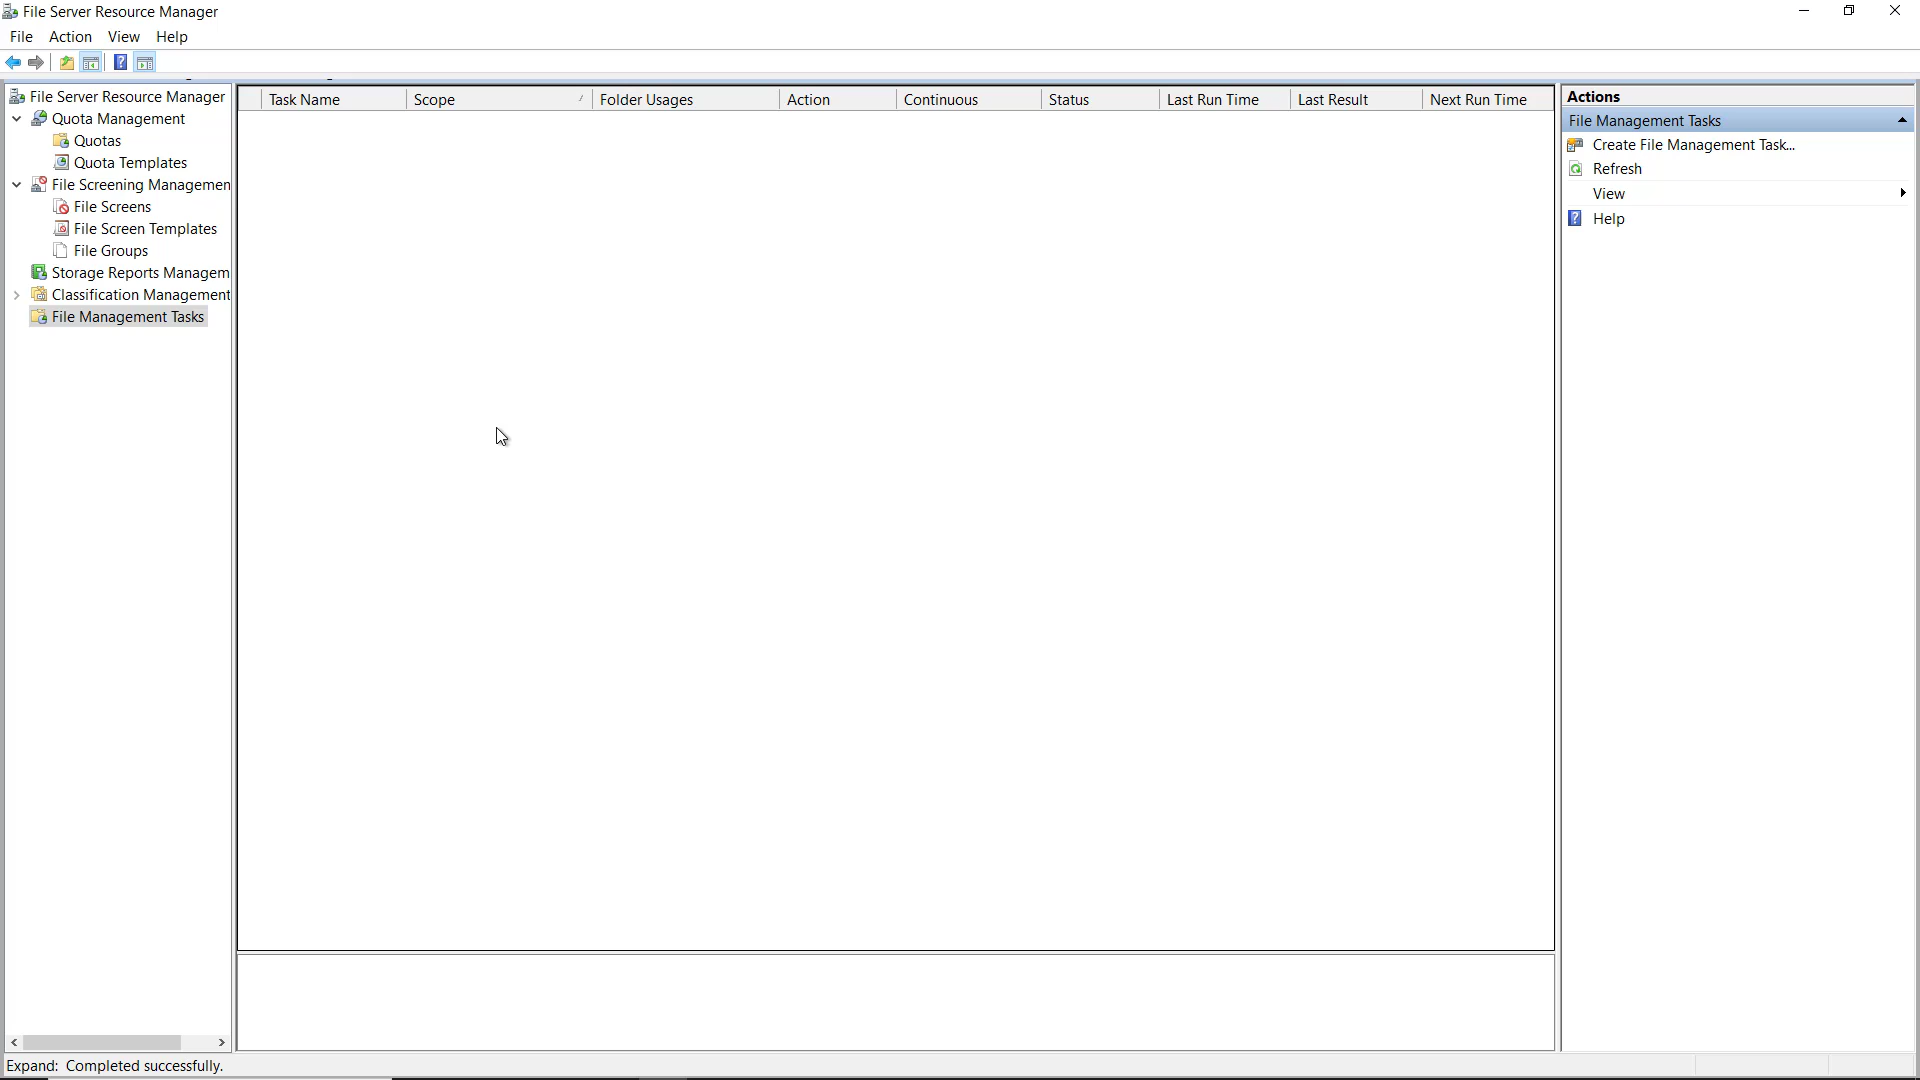 File Server Resource Manager
File Action View Help
File Server Resource Manager
Quota Management
Quotas
Quota Templates
File Screening Managemen
File Screens
File Screen Templates
File Groups
Storage Reports Managem
Classification Management
File Management Tasks
Task Name Scope Folder Usages Action Continuous Status Last Run Time Last Result Next Run Time
Actions
File Management Tasks
Create File Management Task...
Refresh
View
Help
Expand: Completed successfully.